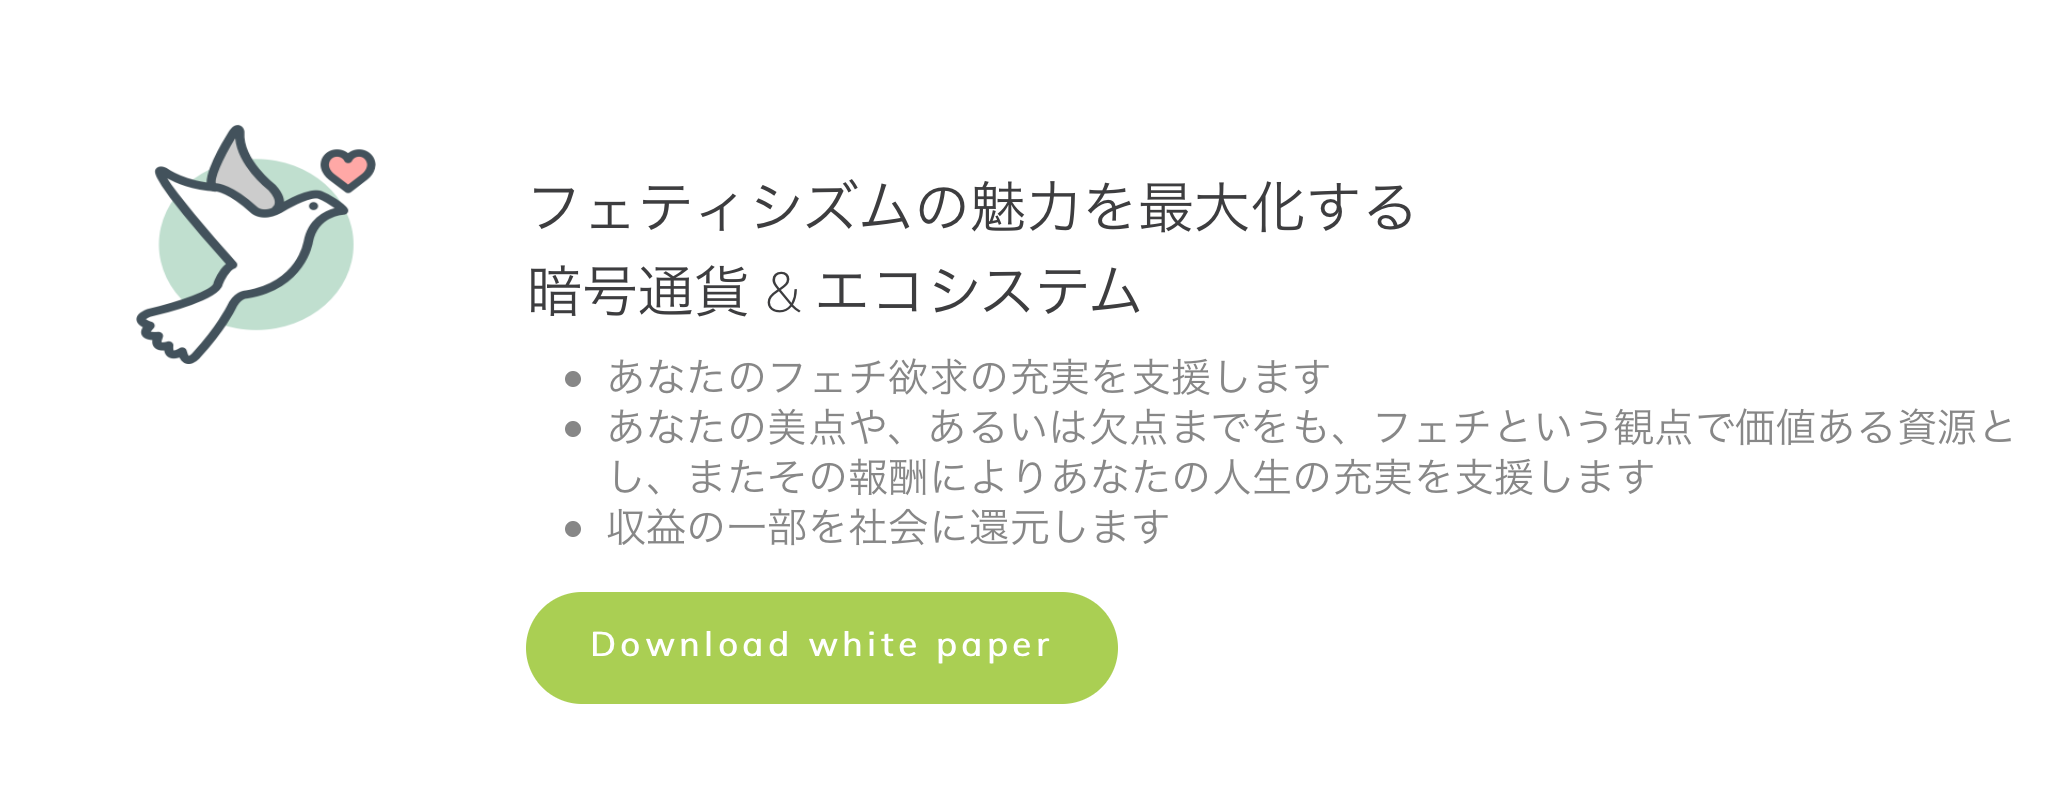 フェティシズムの魅力を最大化する
暗号通貨 & エコシステム
あなたのフェチ欲求の充実を支援します
あなたの美点や、あるいは欠点までをも、フェチという観点で価値ある資源と
し、またその報酬によりあなたの人生の充実を支援します
収益の一部を社会に還元します
Download white paper